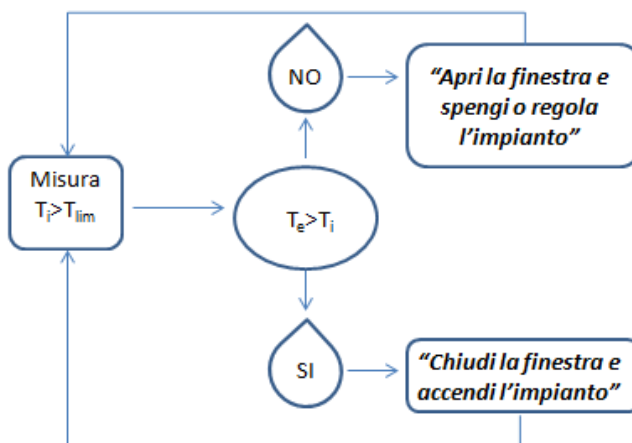 NO
“Apri la finestra e
spengi o regola
l’impianto”
Misura
Ti>Tlim
Te>Ti
SI
“Chiudi la finestra e
accendi l’impianto”